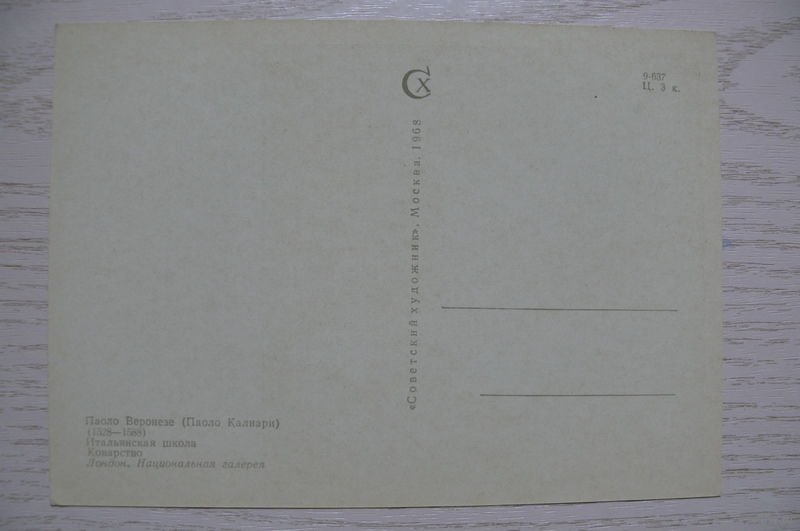 Сх
9-637
Ц. 3 к.
«Советский художник», Москва. 1968
Паоло Веронезе (Паоло Калиари)
(1528—1588)
Итальянская школа
Коварство
Лондон. Национальная галерея